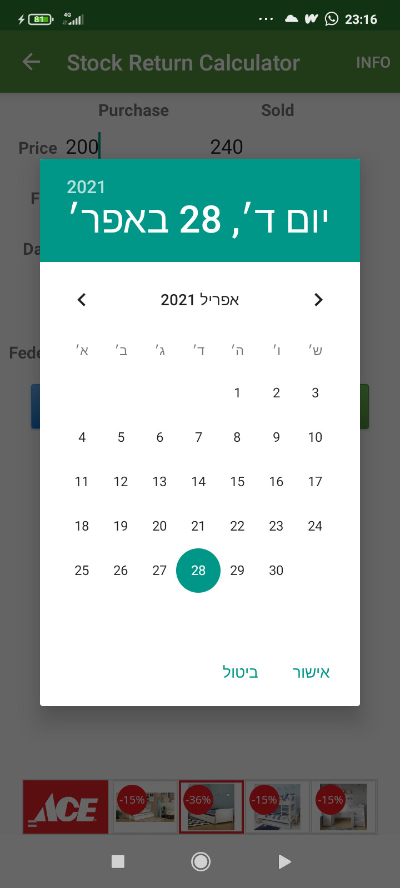 81 4G 23:16
Stock Return Calculator INFO
Purchase Sold
Price 200 240
F
Da
Fede
2021
יום ד׳, 28 באפר׳
אפריל 2021
א׳ ב׳ ג׳ ד׳ ה׳ ו׳ ש׳
1 2 3
4 5 6 7 8 9 10
11 12 13 14 15 16 17
18 19 20 21 22 23 24
25 26 27 28 29 30
ביטול אישור
ACE -15% -36% -15% -15%